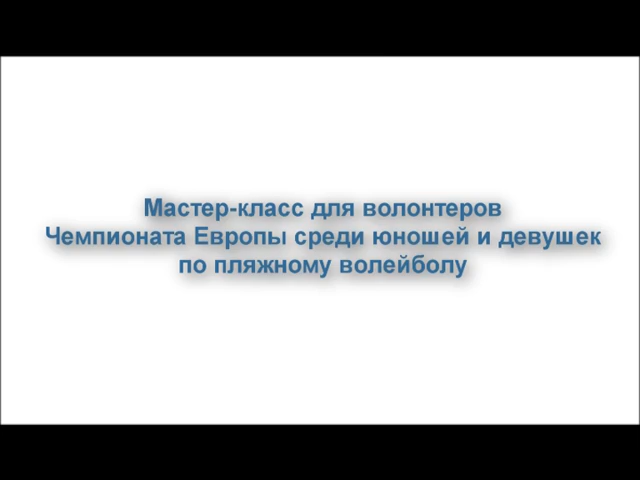 Мастер-класс для волонтеров
Чемпионата Европы среди юношей и девушек
по пляжному волейболу